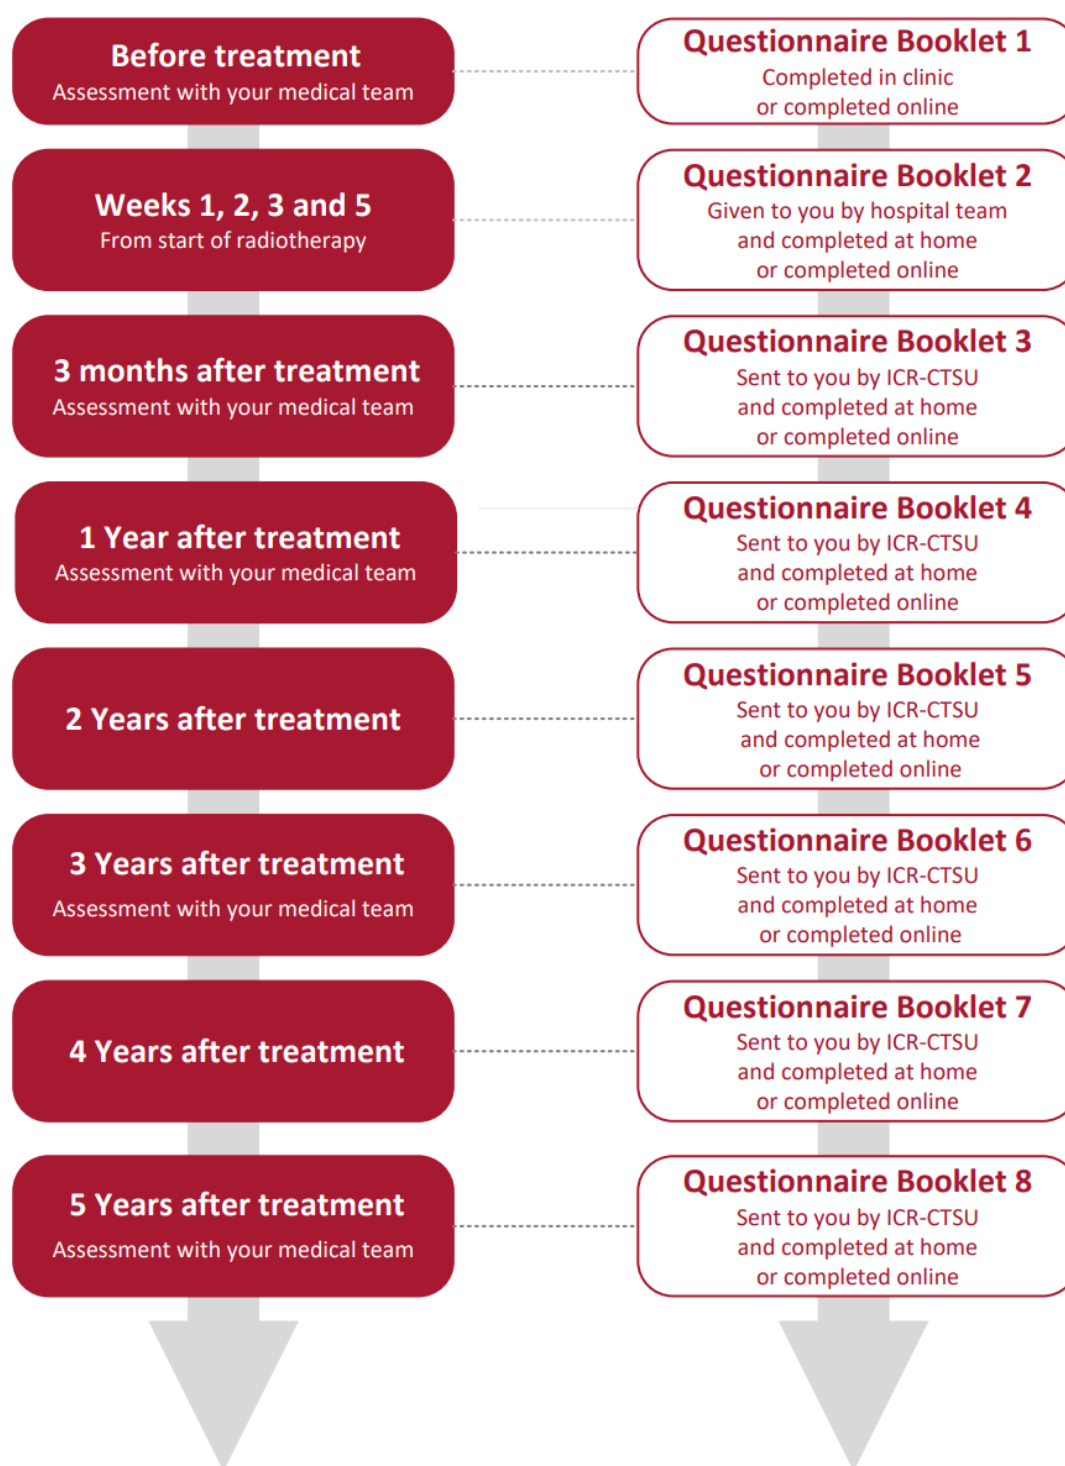 Before treatment
Assessment with your medical team
Questionnaire Booklet 1
Completed in clinic
or completed online
Weeks 1, 2, 3 and 5
From start of radiotherapy
Questionnaire Booklet 2
Given to you by hospital team
and completed at home
or completed online
3 months after treatment
Assessment with your medical team
Questionnaire Booklet 3
Sent to you by ICR-CTSU
and completed at home
or completed online
1 Year after treatment
Assessment with your medical team
Questionnaire Booklet 4
Sent to you by ICR-CTSU
and completed at home
or completed online
2 Years after treatment
Questionnaire Booklet 5
Sent to you by ICR-CTSU
and completed at home
or completed online
3 Years after treatment
Assessment with your medical team
Questionnaire Booklet 6
Sent to you by ICR-CTSU
and completed at home
or completed online
4 Years after treatment
Questionnaire Booklet 7
Sent to you by ICR-CTSU
and completed at home
or completed online
5 Years after treatment
Assessment with your medical team
Questionnaire Booklet 8
Sent to you by ICR-CTSU
and completed at home
or completed online